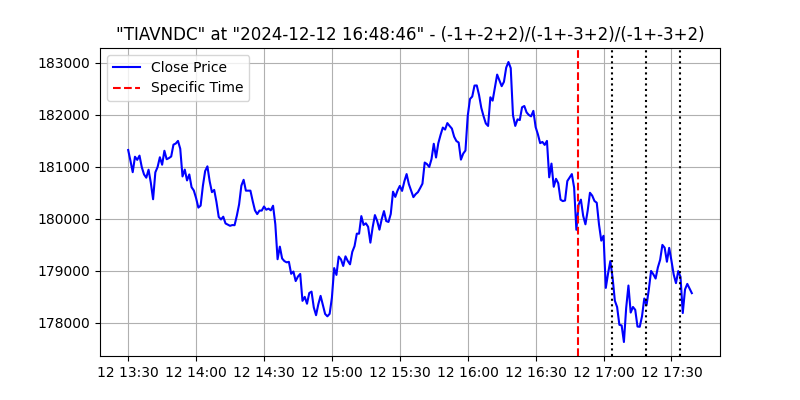 "TIAVNDC" at "2024-12-12 16:48:46" - (-1+-2+2)/(-1+-3+2)/(-1+-3+2)
Close Price
Specific Time
183000
182000
181000
180000
179000
178000
12 13:30 12 14:00 12 14:30 12 15:00 12 15:30 12 16:00 12 16:30 12 17:00 12 17:30